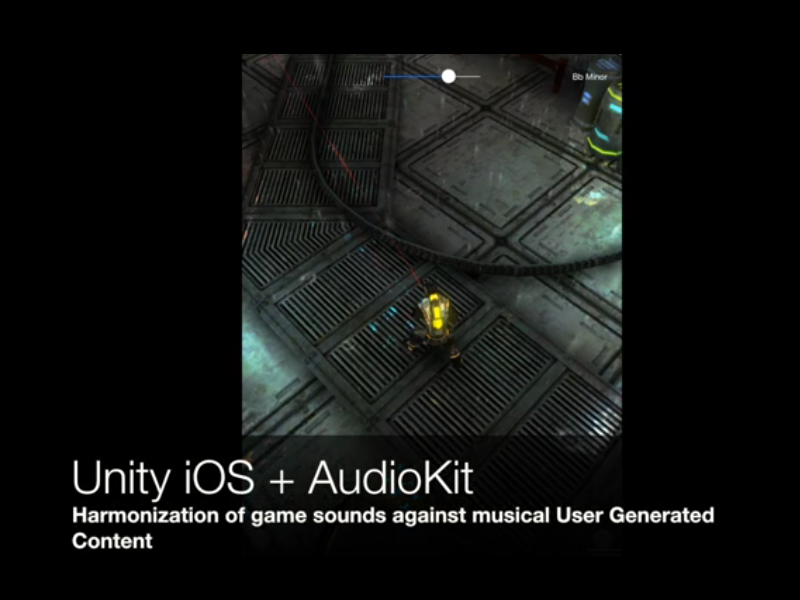 Bb Minor
Unity iOS + AudioKit
Harmonization of game sounds against musical User Generated
Content